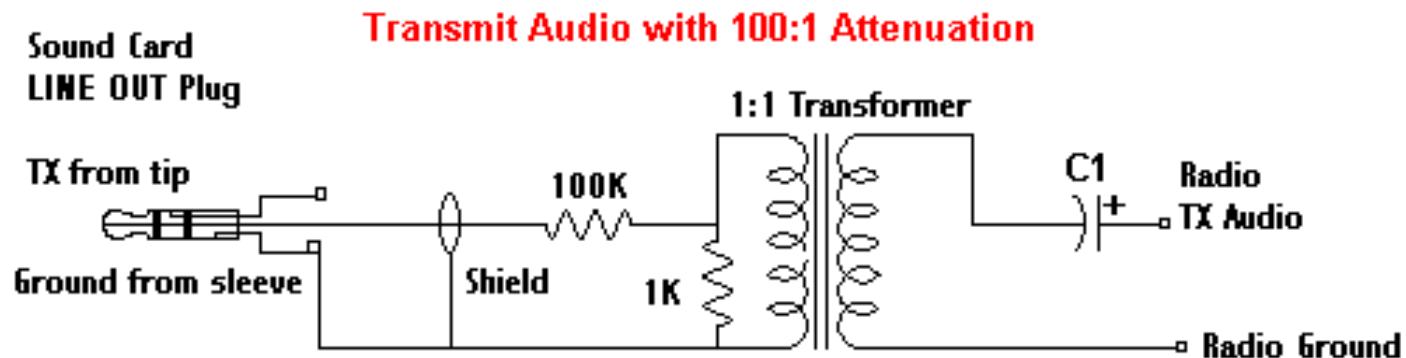 Transmit Audio with 100:1 Attenuation
Sound Card
LINE OUT Plug
1:1 Transformer
TX from tip
100K
C1
Radio
+
TX Audio
Ground from sleeve
Shield
1K
Radio Ground